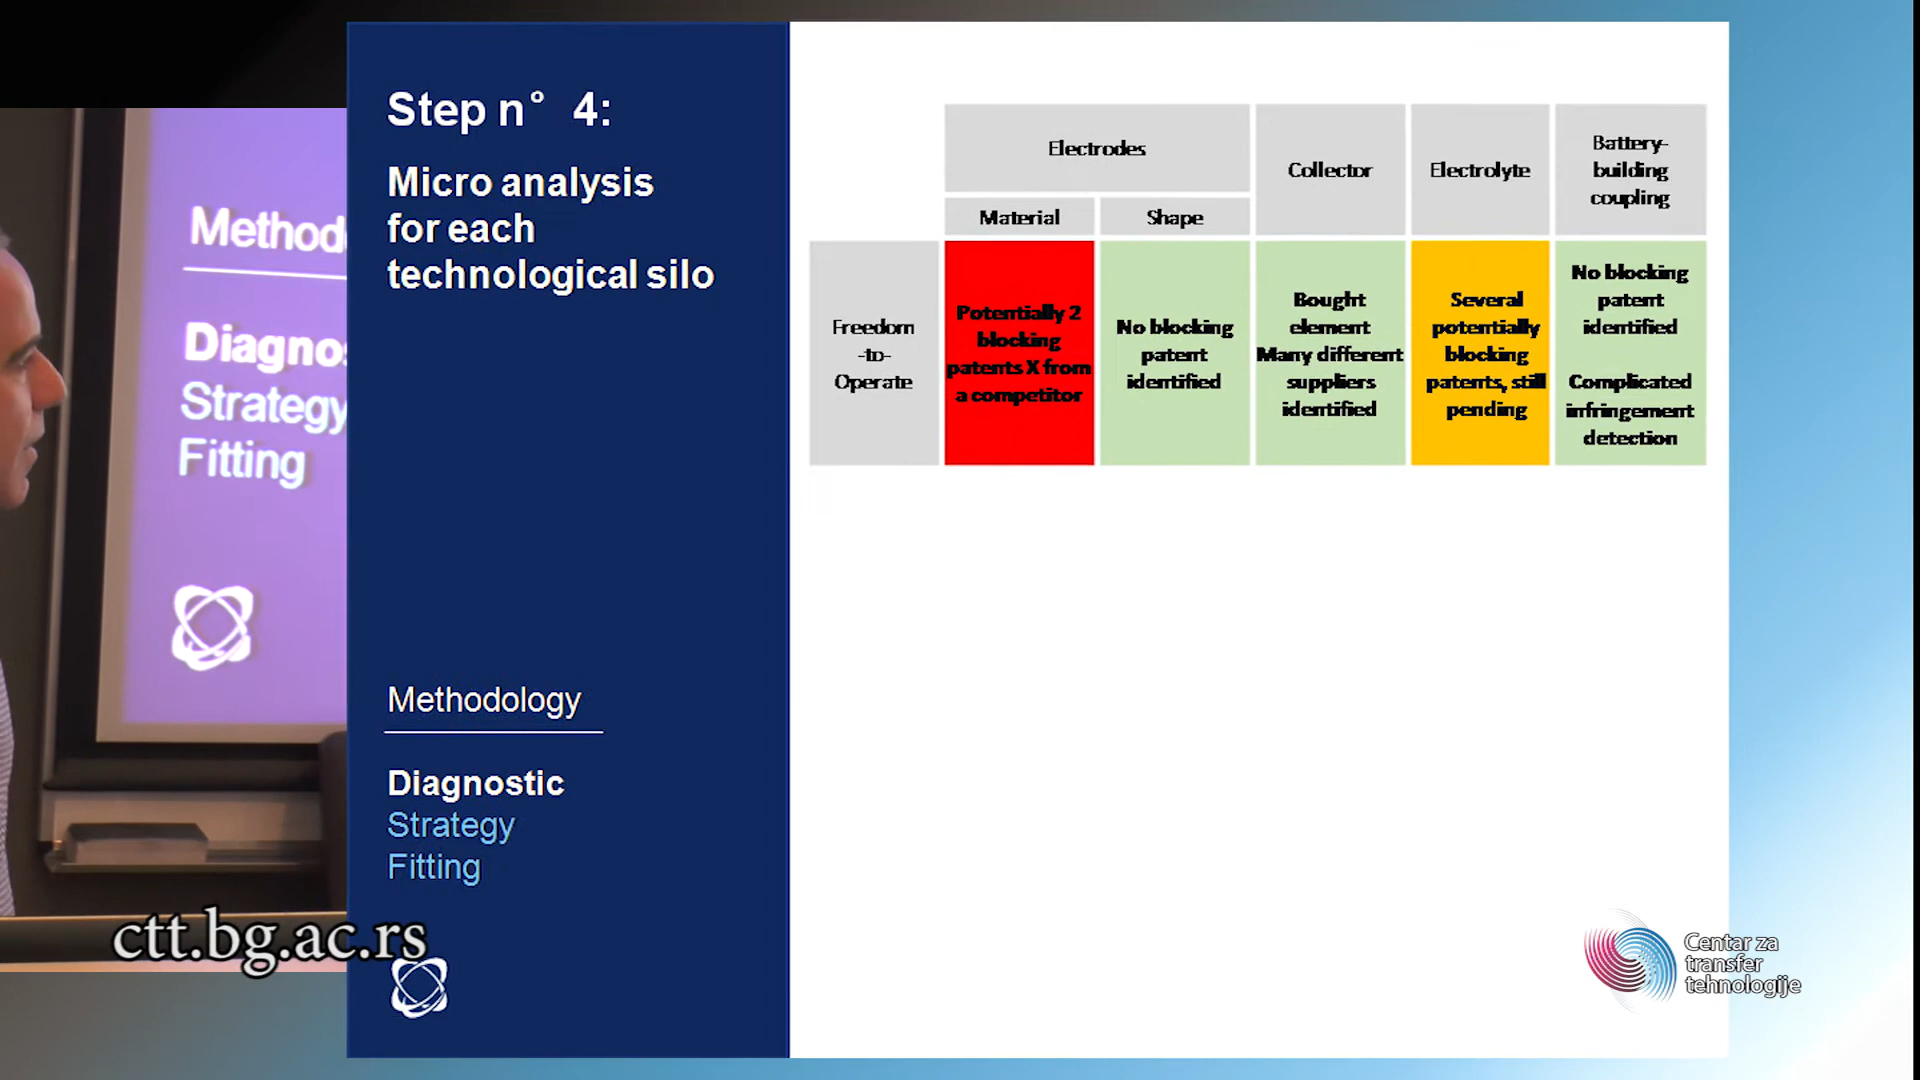 Step n° 4:
Micro analysis
for each
technological silo
Methodology
Diagnostic
Strategy
Fitting
Electrodes
Material
Shape
Collector
Electrolyte
Battery-
building
coupling
Freedom
-to-
Operate
Potentially 2
blocking
patents X from
a competitor
No blocking
patent
identified
Bought
element
Many different
suppliers
identified
Several
potentially
blocking
patents, still
pending
No blocking
patent
identified
Complicated
infringement
detection
Strategy
Fitting
ctt.bg.ac.rs
Centar za
transfer
tehnologije